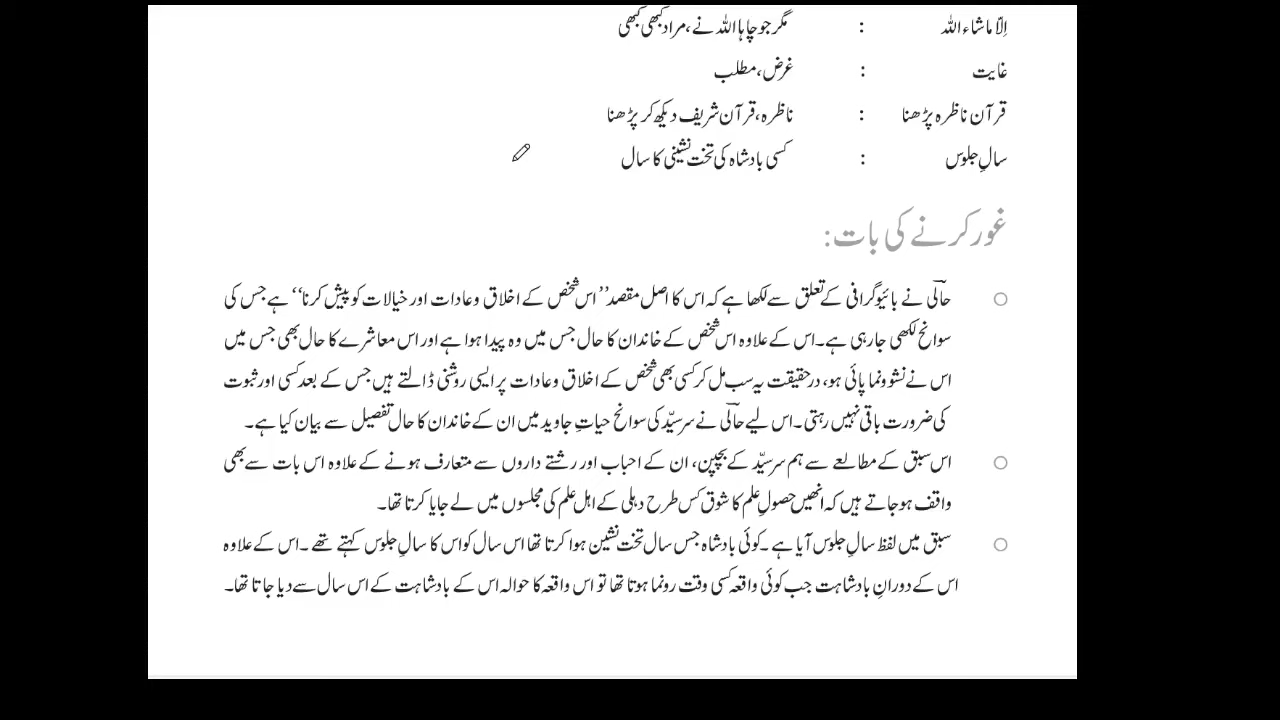 اِلّا ماشاء اللہ : مگر جو چاہا اللہ نے، مراد کبھی کبھی
غایت : غرض، مطلب
قرآن ناظرہ پڑھنا : ناظرہ، قرآن شریف دیکھ کر پڑھنا
سالِ جلوس : کسی بادشاہ کی تخت نشینی کا سال
غور کرنے کی بات:
○ حالؔی نے بائیوگرافی کے تعلق سے لکھا ہے کہ اس کا اصل مقصد ’’اس شخص کے اخلاق و عادات اور خیالات کو پیش کرنا‘‘ ہے جس کی
سوانح لکھی جارہی ہے۔ اس کے علاوہ اس شخص کے خاندان کا حال جس میں وہ پیدا ہوا ہے اور اس معاشرے کا حال بھی جس میں
اس نے نشوونما پائی ہو، درحقیقت یہ سب مل کر کسی بھی شخص کے اخلاق و عادات پر ایسی روشنی ڈالتے ہیں جس کے بعد کسی اور ثبوت
کی ضرورت باقی نہیں رہتی۔ اس لیے حالؔی نے سرسیّد کی سوانح حیاتِ جاوید میں ان کے خاندان کا حال تفصیل سے بیان کیا ہے۔
○ اس سبق کے مطالعے سے ہم سرسیّد کے بچپن، ان کے احباب اور رشتے داروں سے متعارف ہونے کے علاوہ اس بات سے بھی
واقف ہوجاتے ہیں کہ انھیں حصولِ علم کا شوق کس طرح دہلی کے اہل علم کی مجلسوں میں لے جایا کرتا تھا۔
○ سبق میں لفظ سالِ جلوس آیا ہے۔ کوئی بادشاہ جس سال تخت نشین ہوا کرتا تھا اس سال کو اس کا سالِ جلوس کہتے تھے۔ اس کے علاوہ
اس کے دورانِ بادشاہت جب کوئی واقعہ کسی وقت رونما ہوتا تھا تو اس واقعہ کا حوالہ اس کے بادشاہت کے اس سال سے دیا جاتا تھا۔